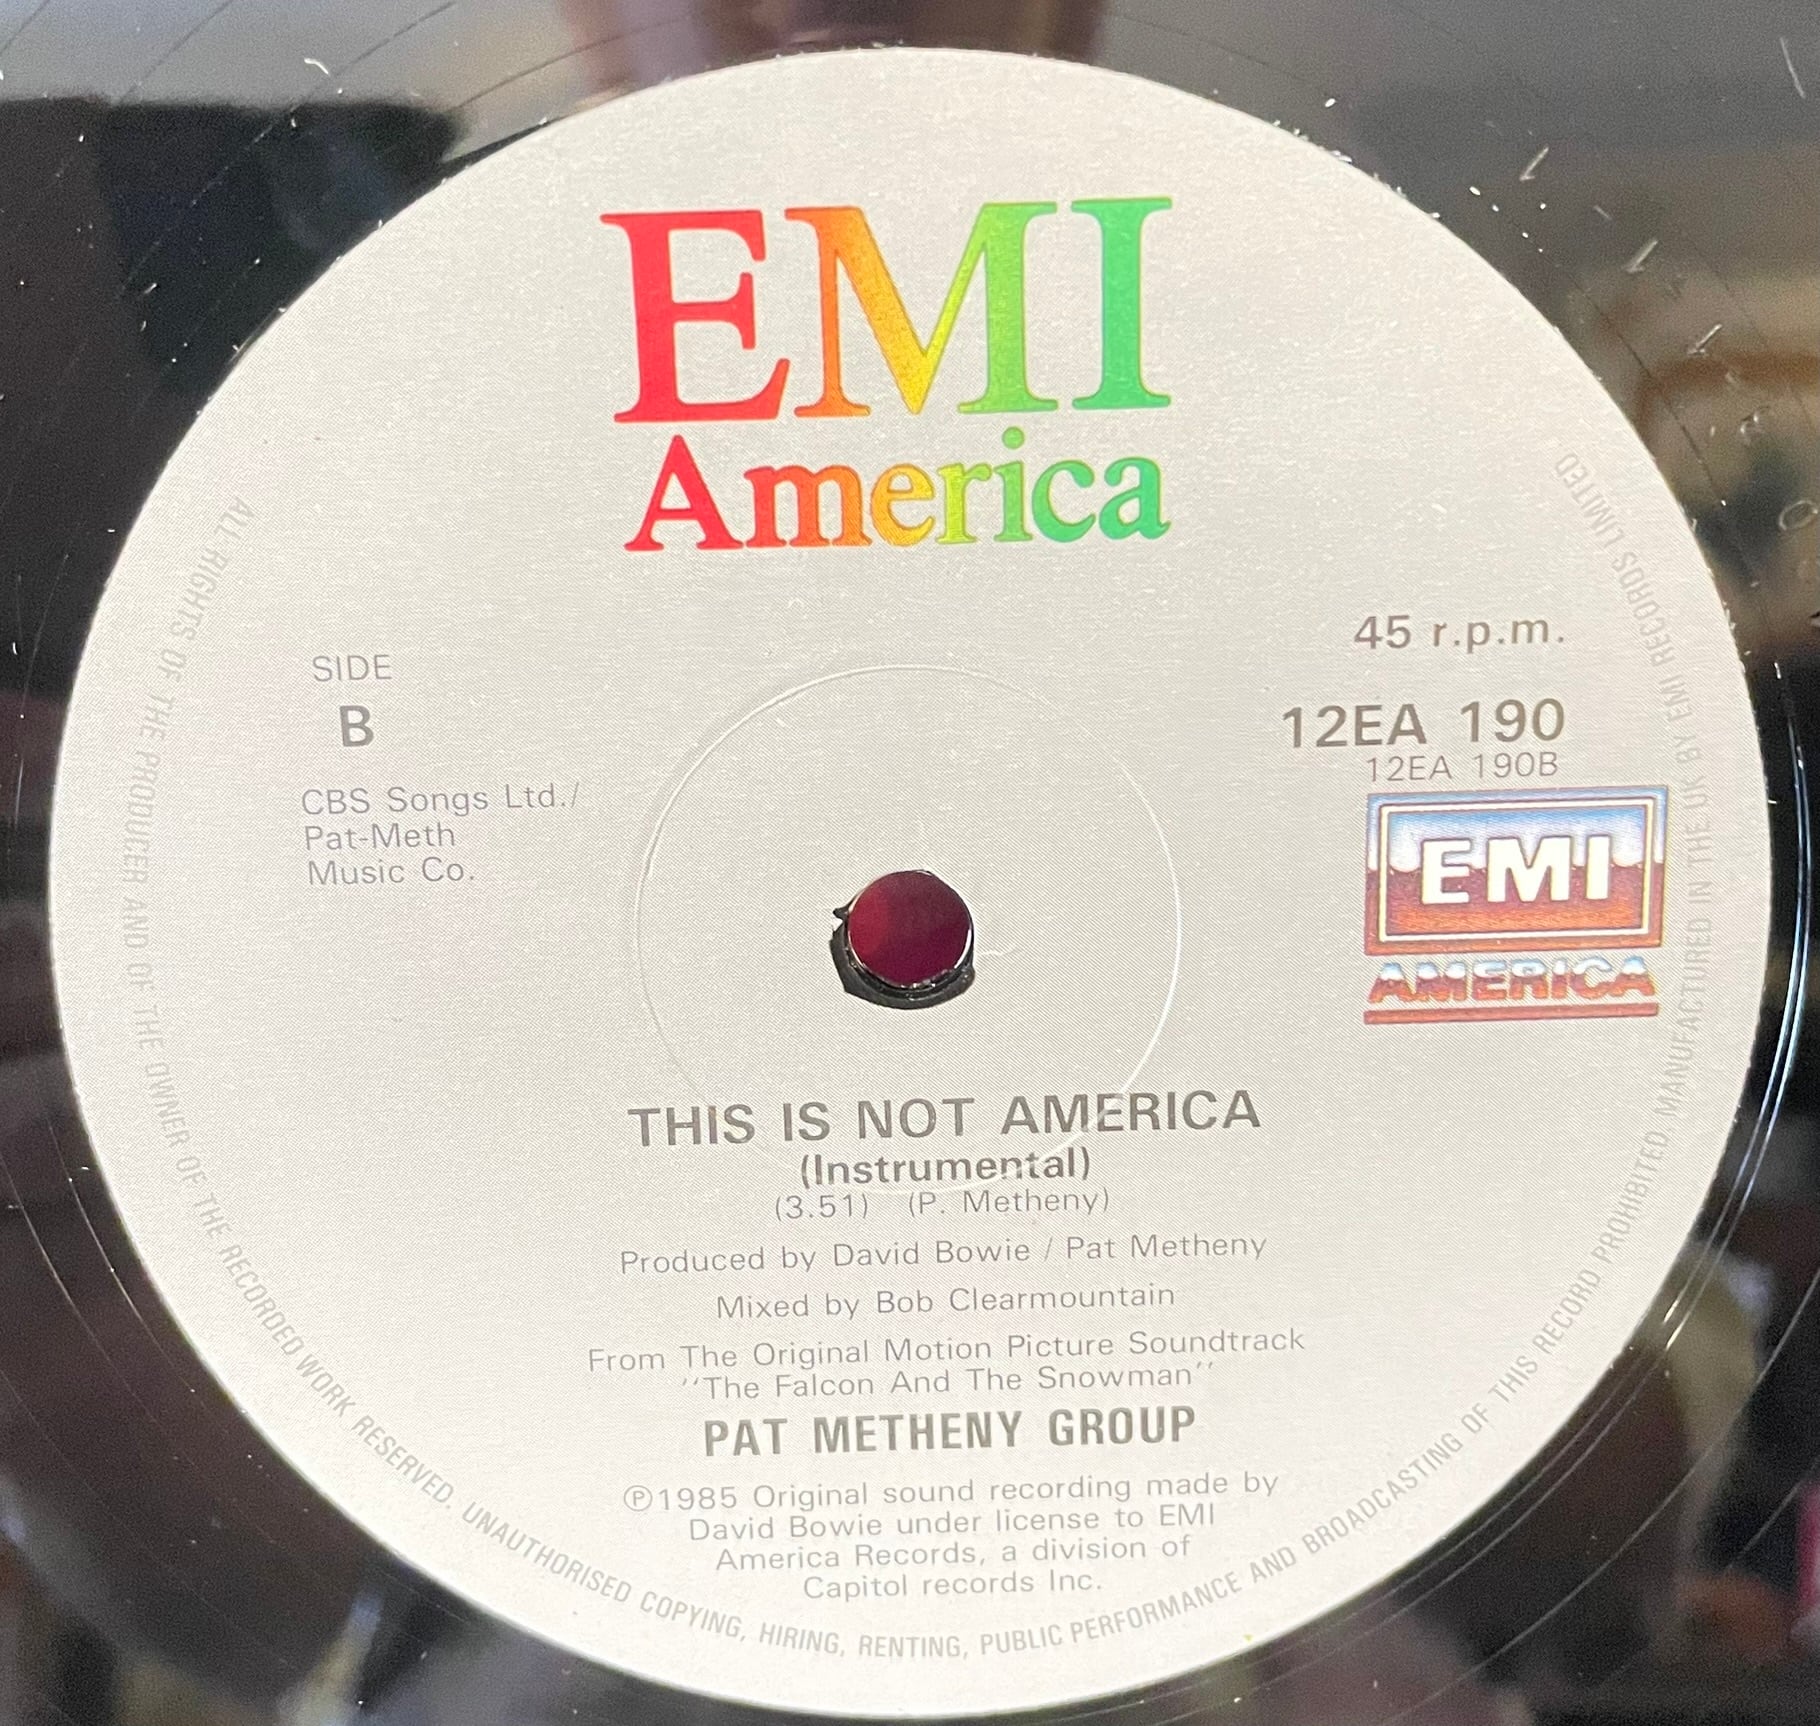 EMI
America
45 r.p.m.
SIDE
B
12EA 190
12EA 190B
CBS Songs Ltd./
Pat-Meth
Music Co.
EMI
AMERICA
THIS IS NOT AMERICA
(Instrumental)
(3.51) (P. Metheny)
Produced by David Bowie / Pat Metheny
Mixed by Bob Clearmountain
From The Original Motion Picture Soundtrack
''The Falcon And The Snowman''
PAT METHENY GROUP
Ⓟ1985 Original sound recording made by
David Bowie under license to EMI
America Records, a division of
Capitol records Inc.
ALL RIGHTS OF THE PRODUCER AND OF THE OWNER OF THE RECORDED WORK RESERVED. UNAUTHORISED COPYING, HIRING, RENTING, PUBLIC PERFORMANCE AND BROADCASTING OF THIS RECORD PROHIBITED. MANUFACTURED IN THE UK BY EMI RECORDS LIMITED